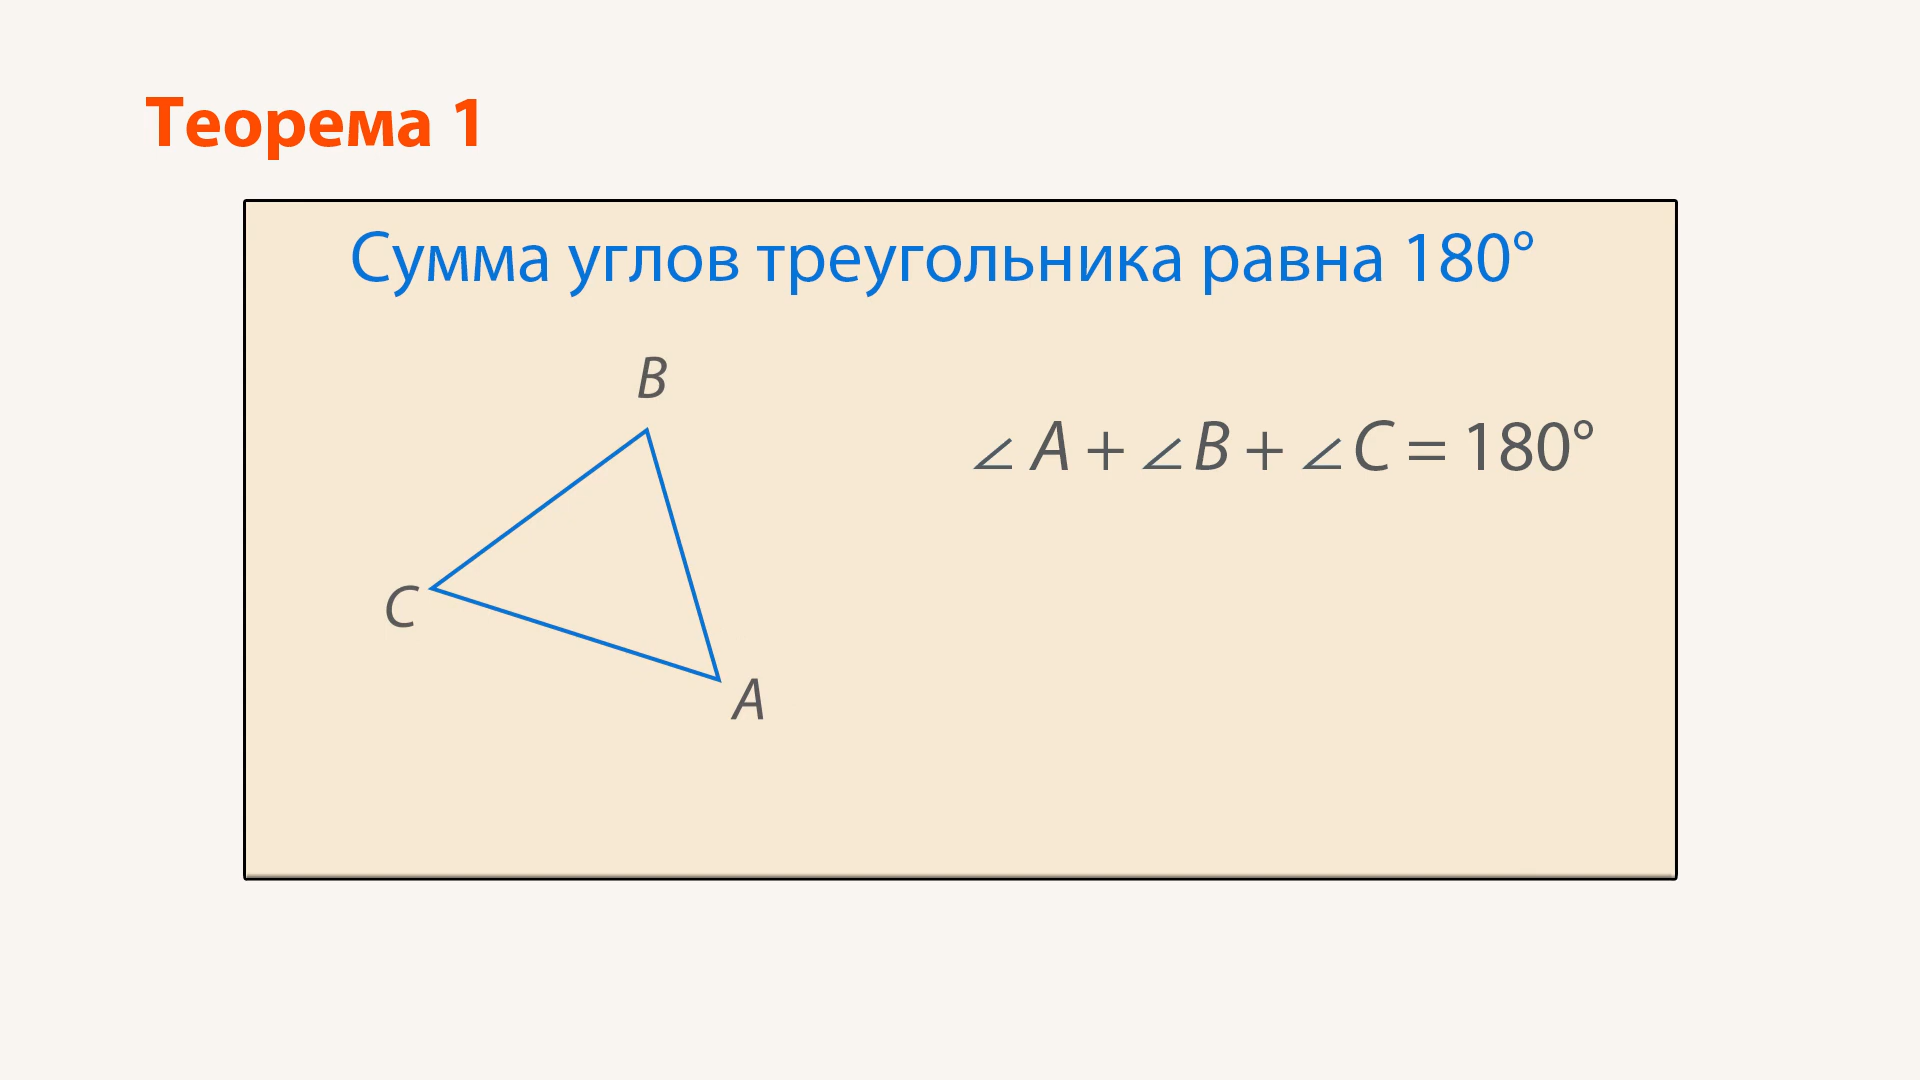 Теорема 1
Сумма углов треугольника равна 180°
B
∠A + ∠B + ∠C = 180°
C
A